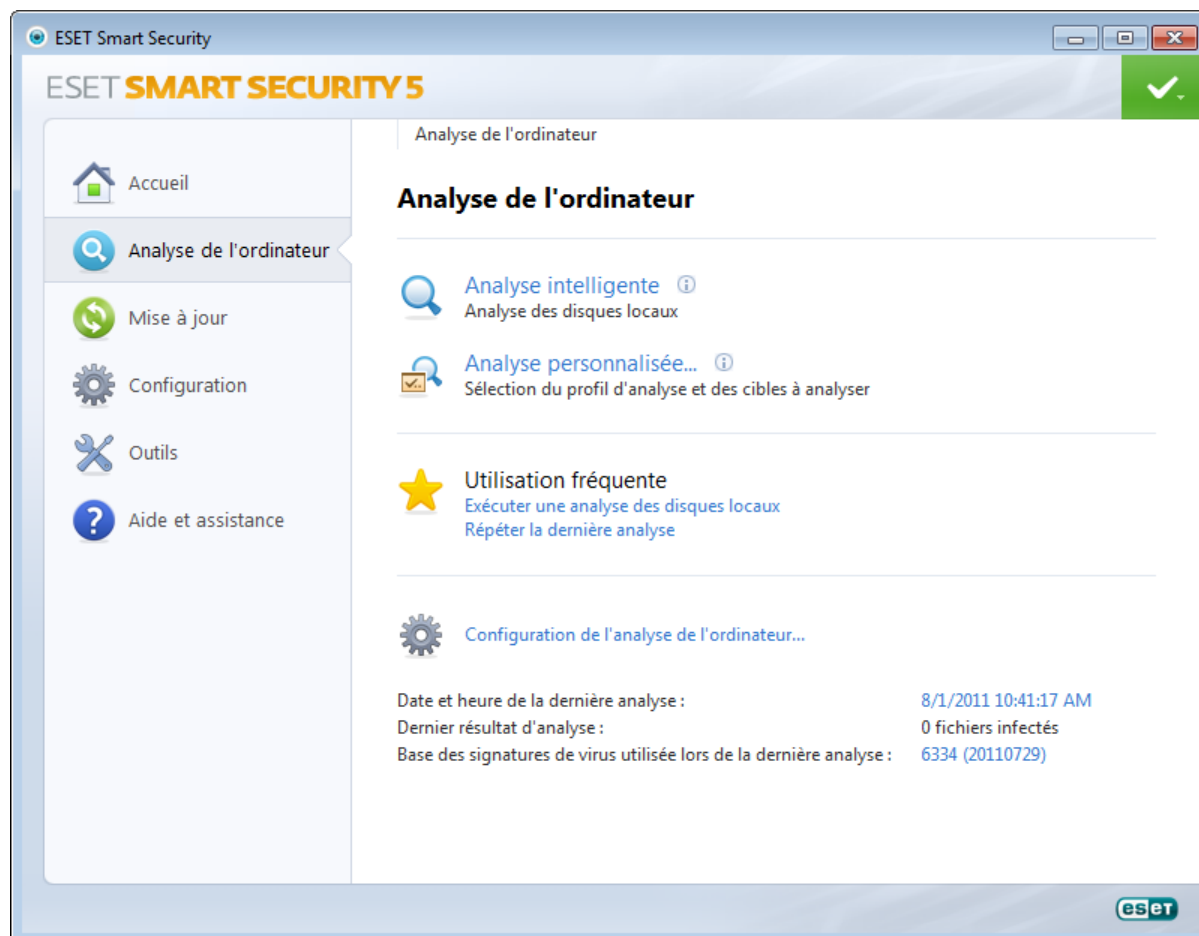 ESET Smart Security
ESET SMART SECURITY 5
Accueil
Analyse de l'ordinateur
Mise à jour
Configuration
Outils
Aide et assistance
Analyse de l'ordinateur
Analyse de l'ordinateur
Analyse intelligente
Analyse des disques locaux
Analyse personnalisée...
Sélection du profil d'analyse et des cibles à analyser
Utilisation fréquente
Exécuter une analyse des disques locaux
Répéter la dernière analyse
Configuration de l'analyse de l'ordinateur...
Date et heure de la dernière analyse : 8/1/2011 10:41:17 AM
Dernier résultat d'analyse : 0 fichiers infectés
Base des signatures de virus utilisée lors de la dernière analyse : 6334 (20110729)
eseT